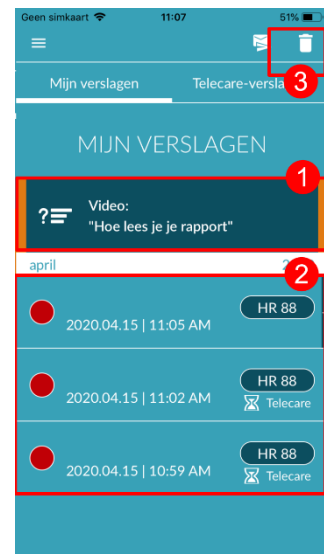 Geen simkaart 11:07 51%
Mijn verslagen Telecare-versla
3
MIJN VERSLAGEN
1
?
Video:
"Hoe lees je je rapport"
april 2
2
HR 88
2020.04.15 | 11:05 AM
HR 88
2020.04.15 | 11:02 AM Telecare
HR 88
2020.04.15 | 10:59 AM Telecare